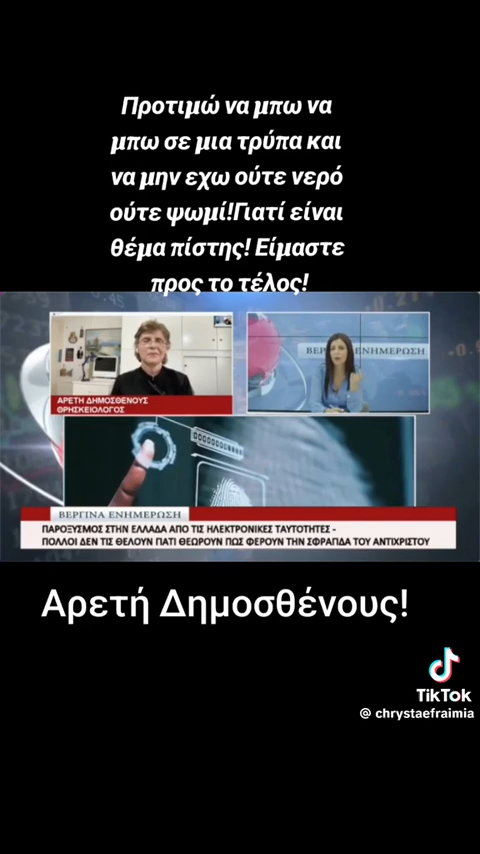 Προτιμώ να μπω να
μπω σε μια τρύπα και
να μην εχω ούτε νερό
ούτε ψωμί!Γιατί είναι
θέμα πίστης! Είμαστε
προς το τέλος!
ΒΕΡΓΙΝΑ ΕΝΗΜΕΡΩΣΗ
ΑΡΕΤΗ ΔΗΜΟΣΘΕΝΟΥΣ
ΘΡΗΣΚΕΙΟΛΟΓΟΣ
ΒΕΡΓΙΝΑ ΕΝΗΜΕΡΩΣΗ
ΠΑΡΟΞΥΣΜΟΣ ΣΤΗΝ ΕΛΛΑΔΑ ΑΠΟ ΤΙΣ ΗΛΕΚΤΡΟΝΙΚΕΣ ΤΑΥΤΟΤΗΤΕΣ -
ΠΟΛΛΟΙ ΔΕΝ ΤΙΣ ΘΕΛΟΥΝ ΓΙΑΤΙ ΘΕΩΡΟΥΝ ΠΩΣ ΦΕΡΟΥΝ ΤΗΝ ΣΦΡΑΓΙΔΑ ΤΟΥ ΑΝΤΙΧΡΙΣΤΟΥ
Αρετή Δημοσθένους!
TikTok
@ chrystaefraimia